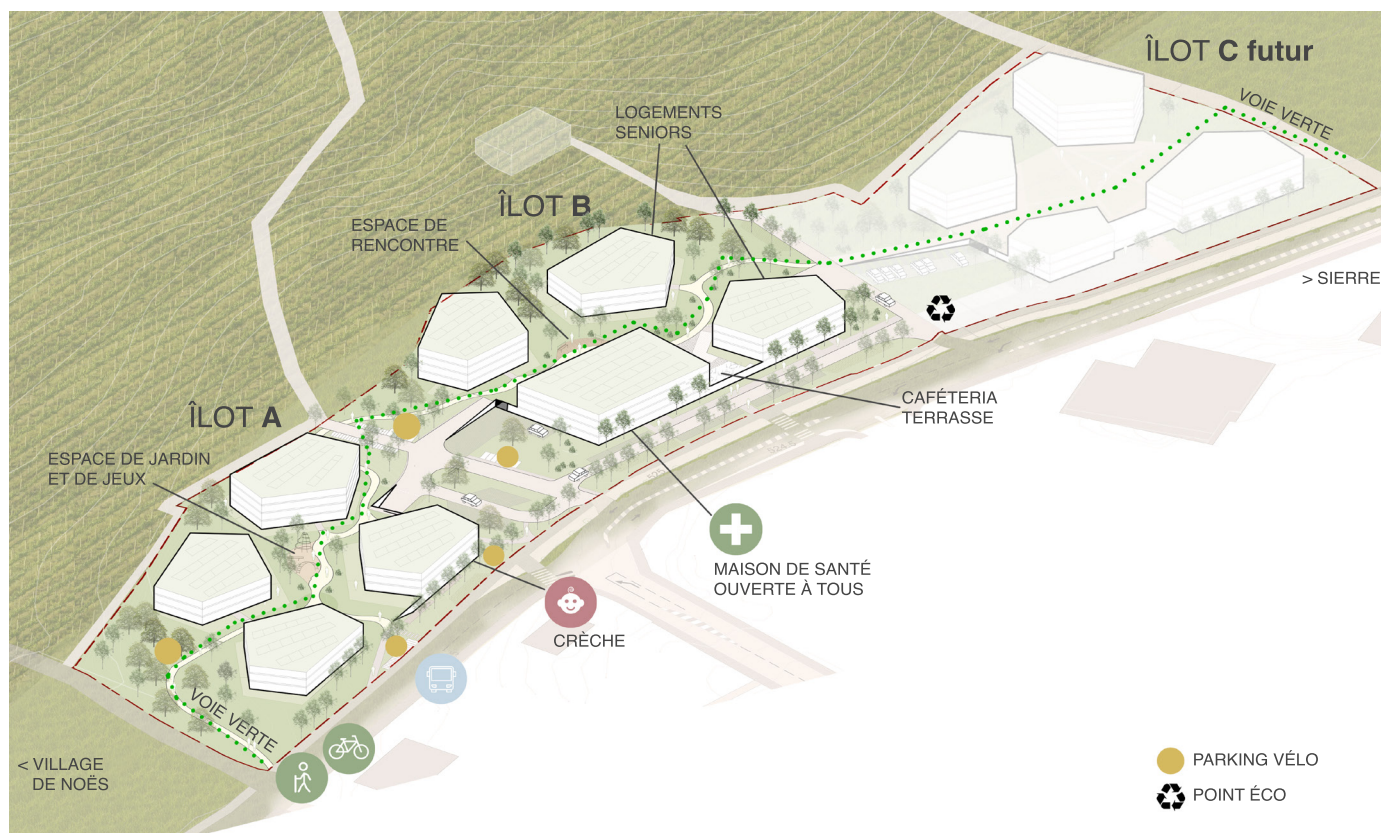 ÎLOT C futur
VOIE VERTE
LOGEMENTS
SENIORS
ÎLOT B
ESPACE DE
RENCONTRE
> SIERRE
CAFÉTERIA
TERRASSE
ÎLOT A
ESPACE DE JARDIN
ET DE JEUX
MAISON DE SANTÉ
OUVERTE À TOUS
CRÈCHE
VOIE VERTE
< VILLAGE
DE NOËS
PARKING VÉLO
POINT ÉCO